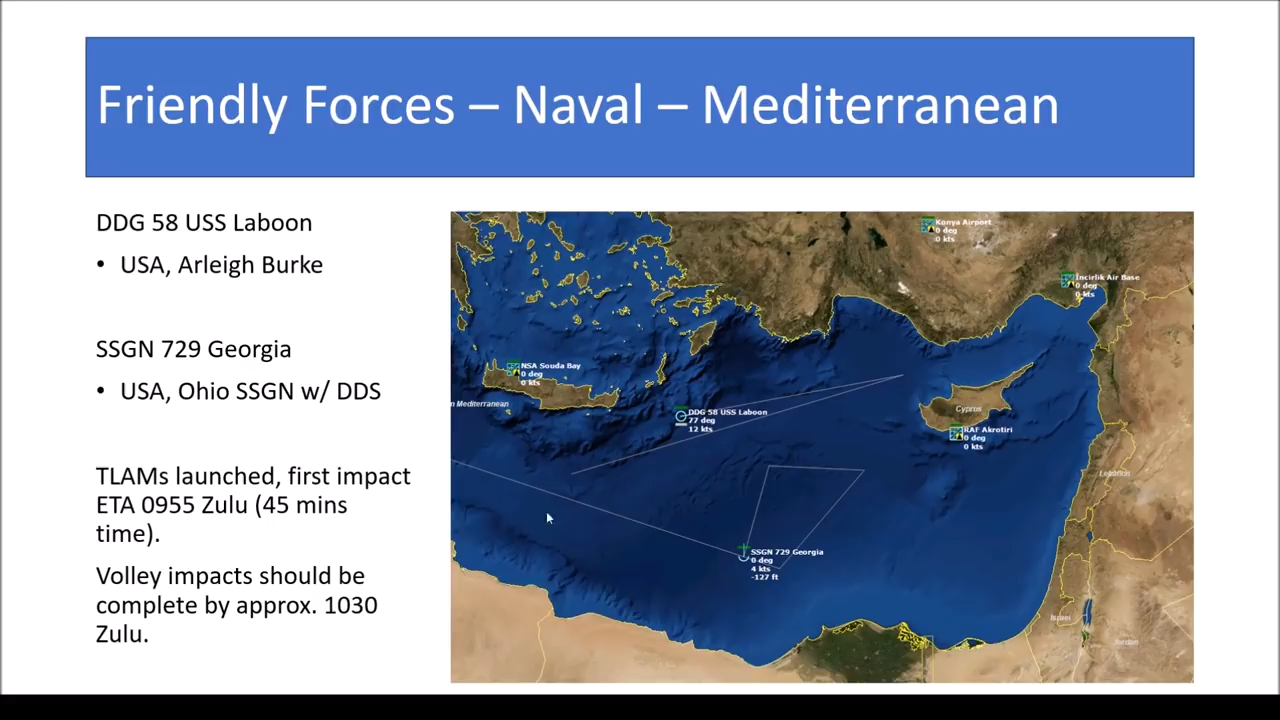 Friendly Forces – Naval – Mediterranean
DDG 58 USS Laboon
• USA, Arleigh Burke
SSGN 729 Georgia
• USA, Ohio SSGN w/ DDS
TLAMs launched, first impact
ETA 0955 Zulu (45 mins
time).
Volley impacts should be
complete by approx. 1030
Zulu.
Konya Airport
0 deg
0 kts
İncirlik Air Base
0 deg
0 kts
NSA Souda Bay
0 deg
0 kts
n Mediterranean
DDG 58 USS Laboon
77 deg
12 kts
Cyprus
RAF Akrotiri
0 deg
0 kts
Lebanon
SSGN 729 Georgia
0 deg
4 kts
-127 ft
Israel
Jordan